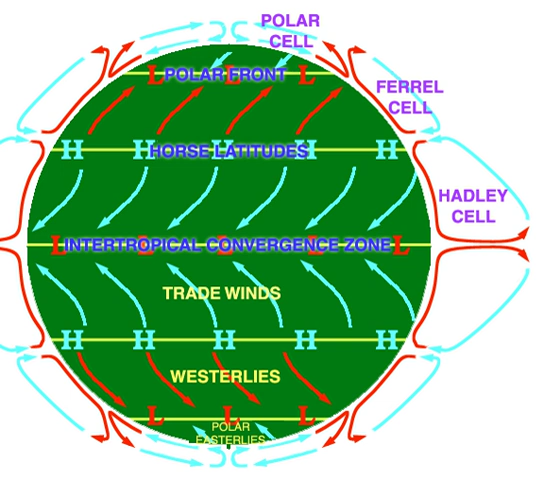 POLAR
CELL
L L L
POLAR FRONT
FERREL
CELL
H H H H H
HORSE LATITUDES
HADLEY
CELL
L L L L L
INTERTROPICAL CONVERGENCE ZONE
TRADE WINDS
H H H H H
WESTERLIES
L L L
POLAR
EASTERLIES